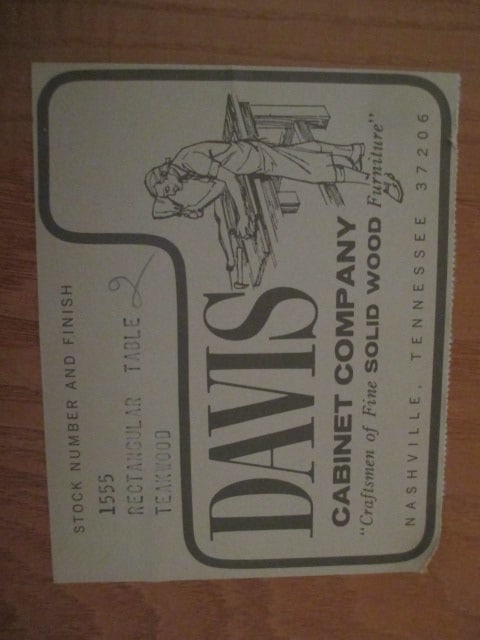 STOCK NUMBER AND FINISH
1555
RECTANGULAR TABLE 2
TEAKWOOD
DAVIS
CABINET COMPANY
"Craftsmen of Fine SOLID WOOD Furniture"
NASHVILLE, TENNESSEE 37206